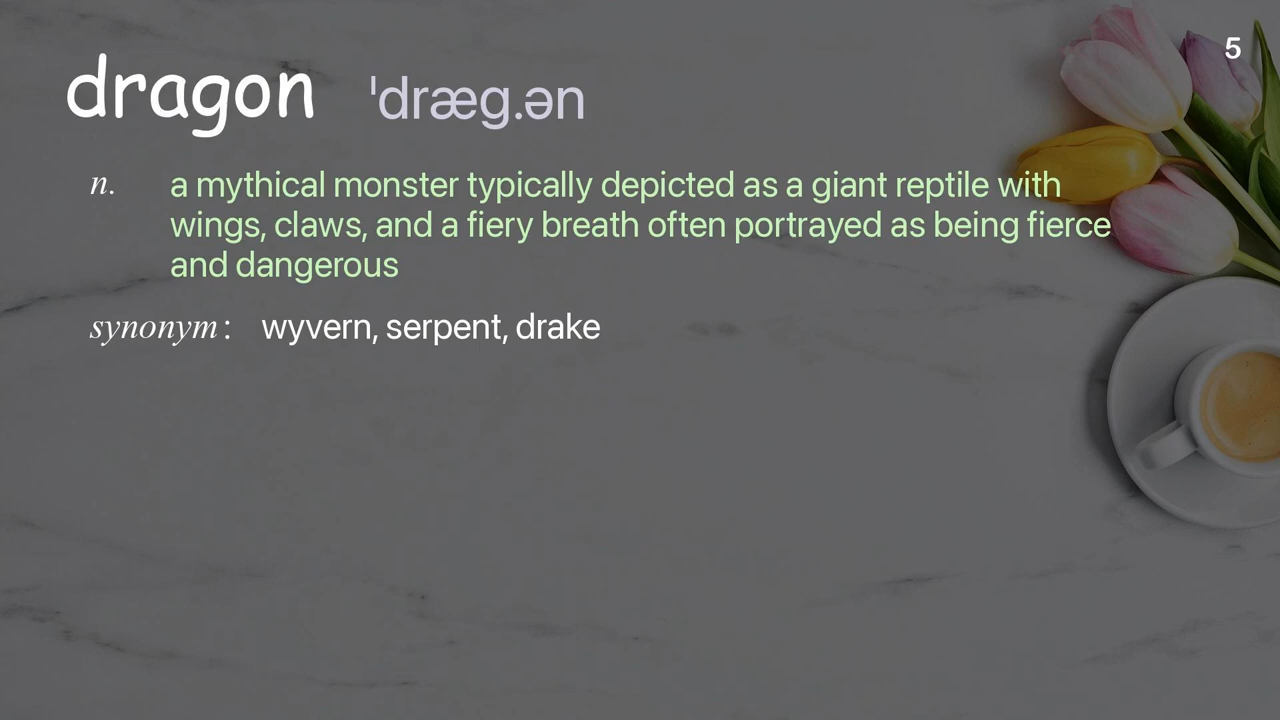 5
dragon ˈdræg.ən
n. a mythical monster typically depicted as a giant reptile with
wings, claws, and a fiery breath often portrayed as being fierce
and dangerous
synonym : wyvern, serpent, drake